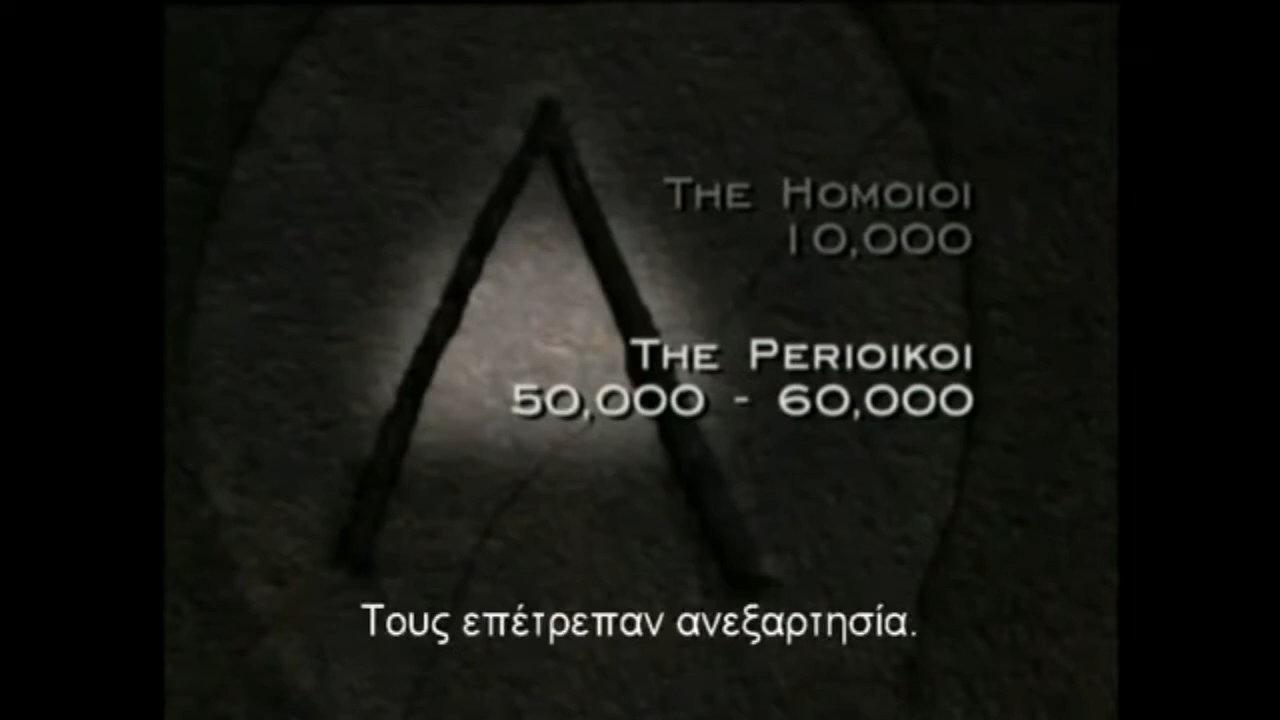 THE HOMOIOI
10,000
THE PERIOIKOI
50,000 - 60,000
Τους επέτρεπαν ανεξαρτησία.